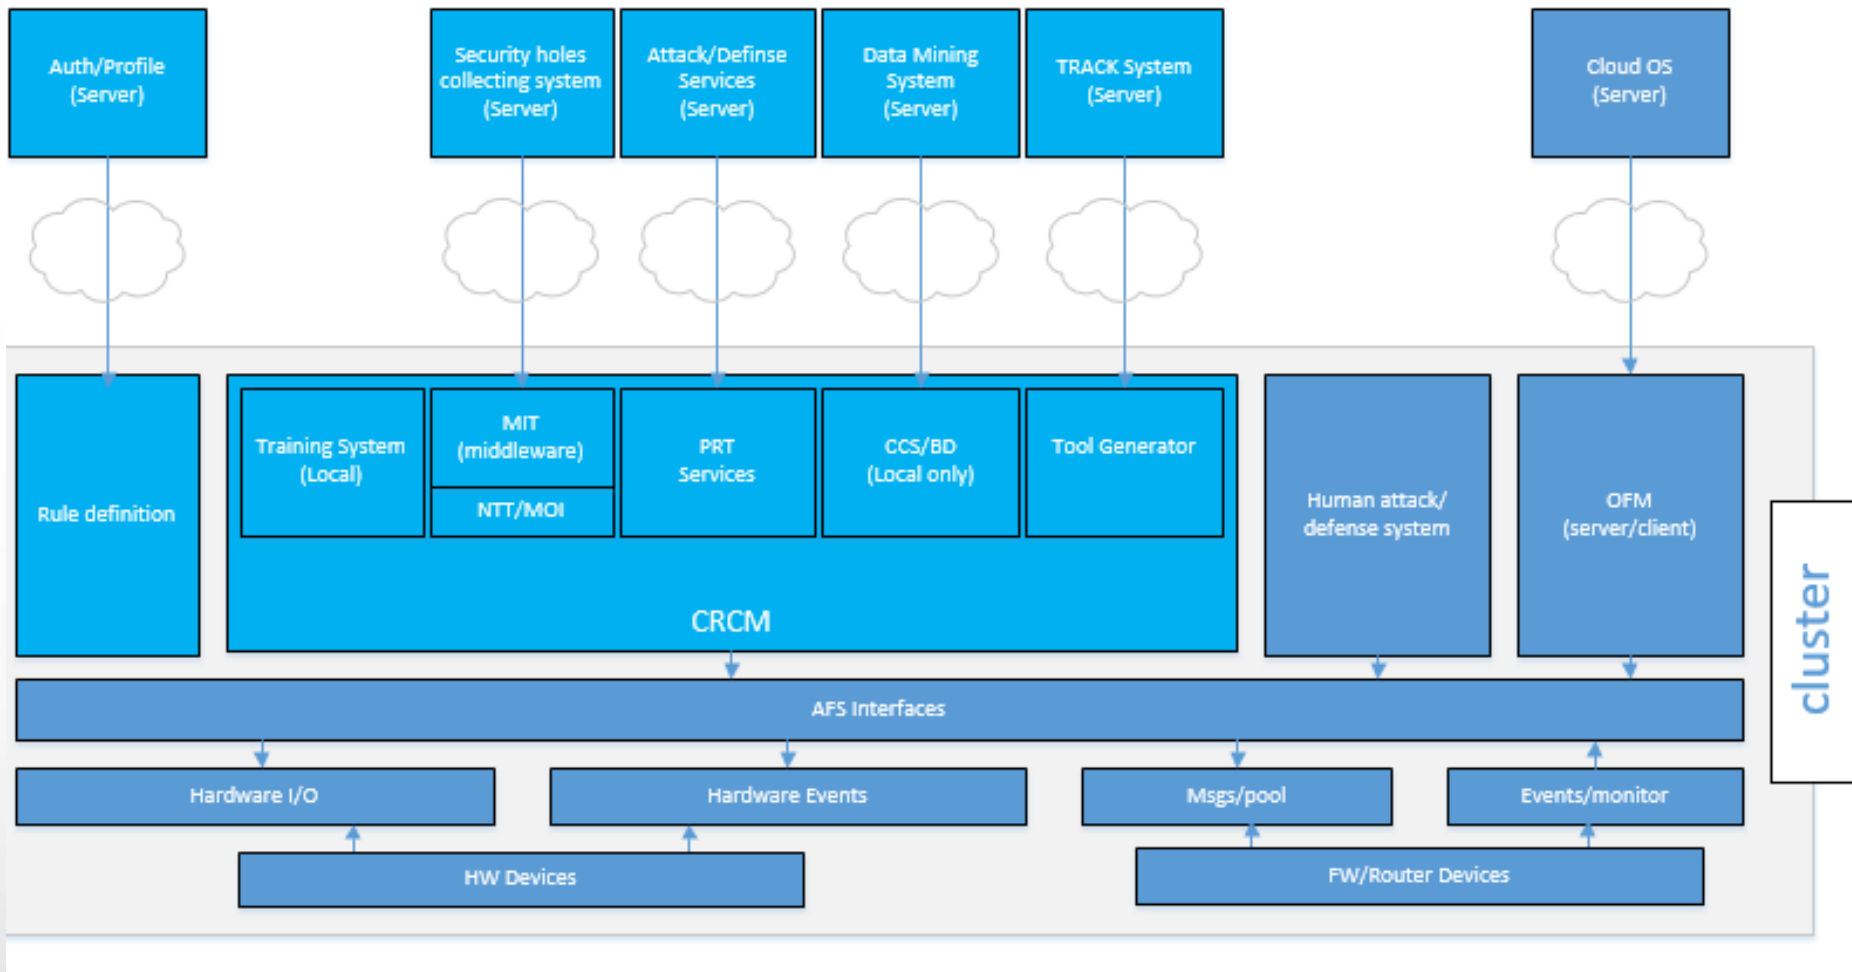 Auth/Profile
(Server)
Security holes
collecting system
(Server)
Attack/Definse
Services
(Server)
Data Mining
System
(Server)
TRACK System
(Server)
Cloud OS
(Server)
Rule definition
Training System
(Local)
MIT
(middleware)
NTT/MOI
PRT
Services
CCS/BD
(Local only)
Tool Generator
CRCM
Human attack/
defense system
OFM
(server/client)
cluster
AFS Interfaces
Hardware I/O
Hardware Events
Msgs/pool
Events/monitor
HW Devices
FW/Router Devices